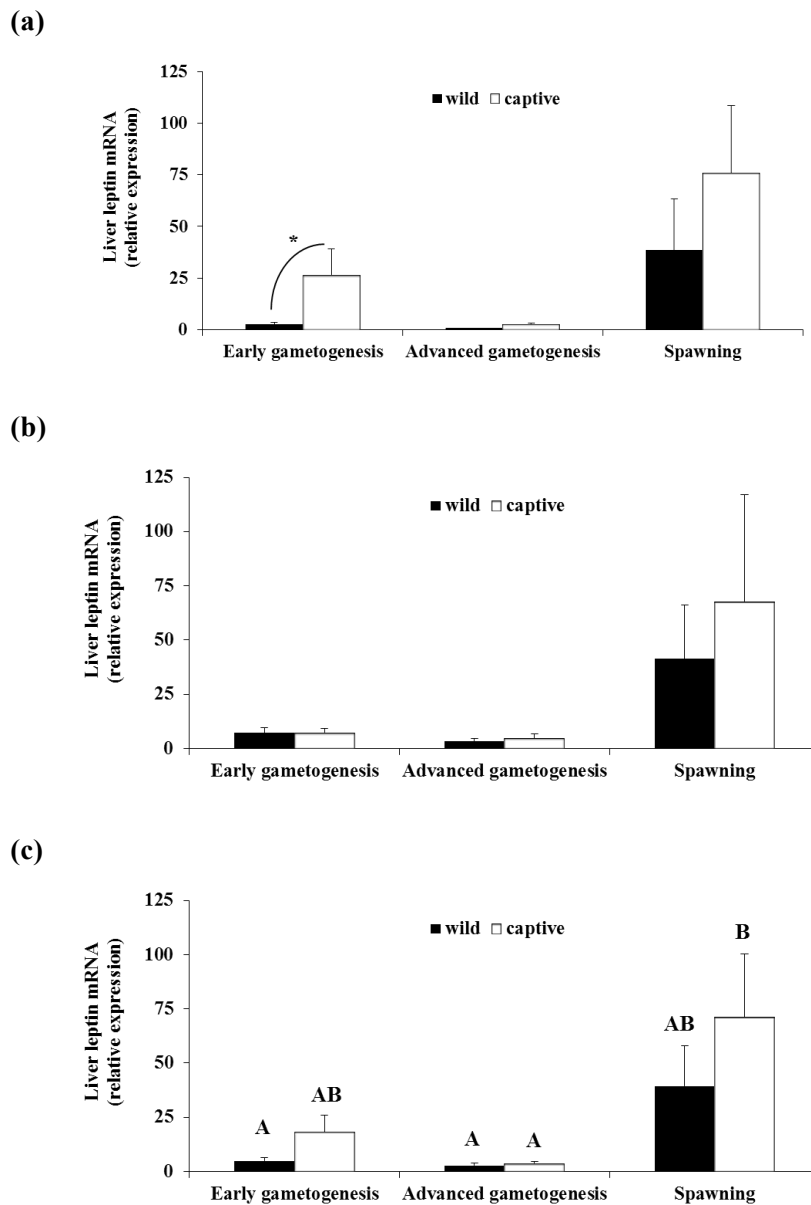 (a)
Liver leptin mRNA
(relative expression)
125
100
75
50
25
0
wild captive
*
Early gametogenesis Advanced gametogenesis Spawning
(b)
Liver leptin mRNA
(relative expression)
125
100
75
50
25
0
wild captive
Early gametogenesis Advanced gametogenesis Spawning
(c)
Liver leptin mRNA
(relative expression)
125
100
75
50
25
0
wild captive
A AB A A AB B
Early gametogenesis Advanced gametogenesis Spawning